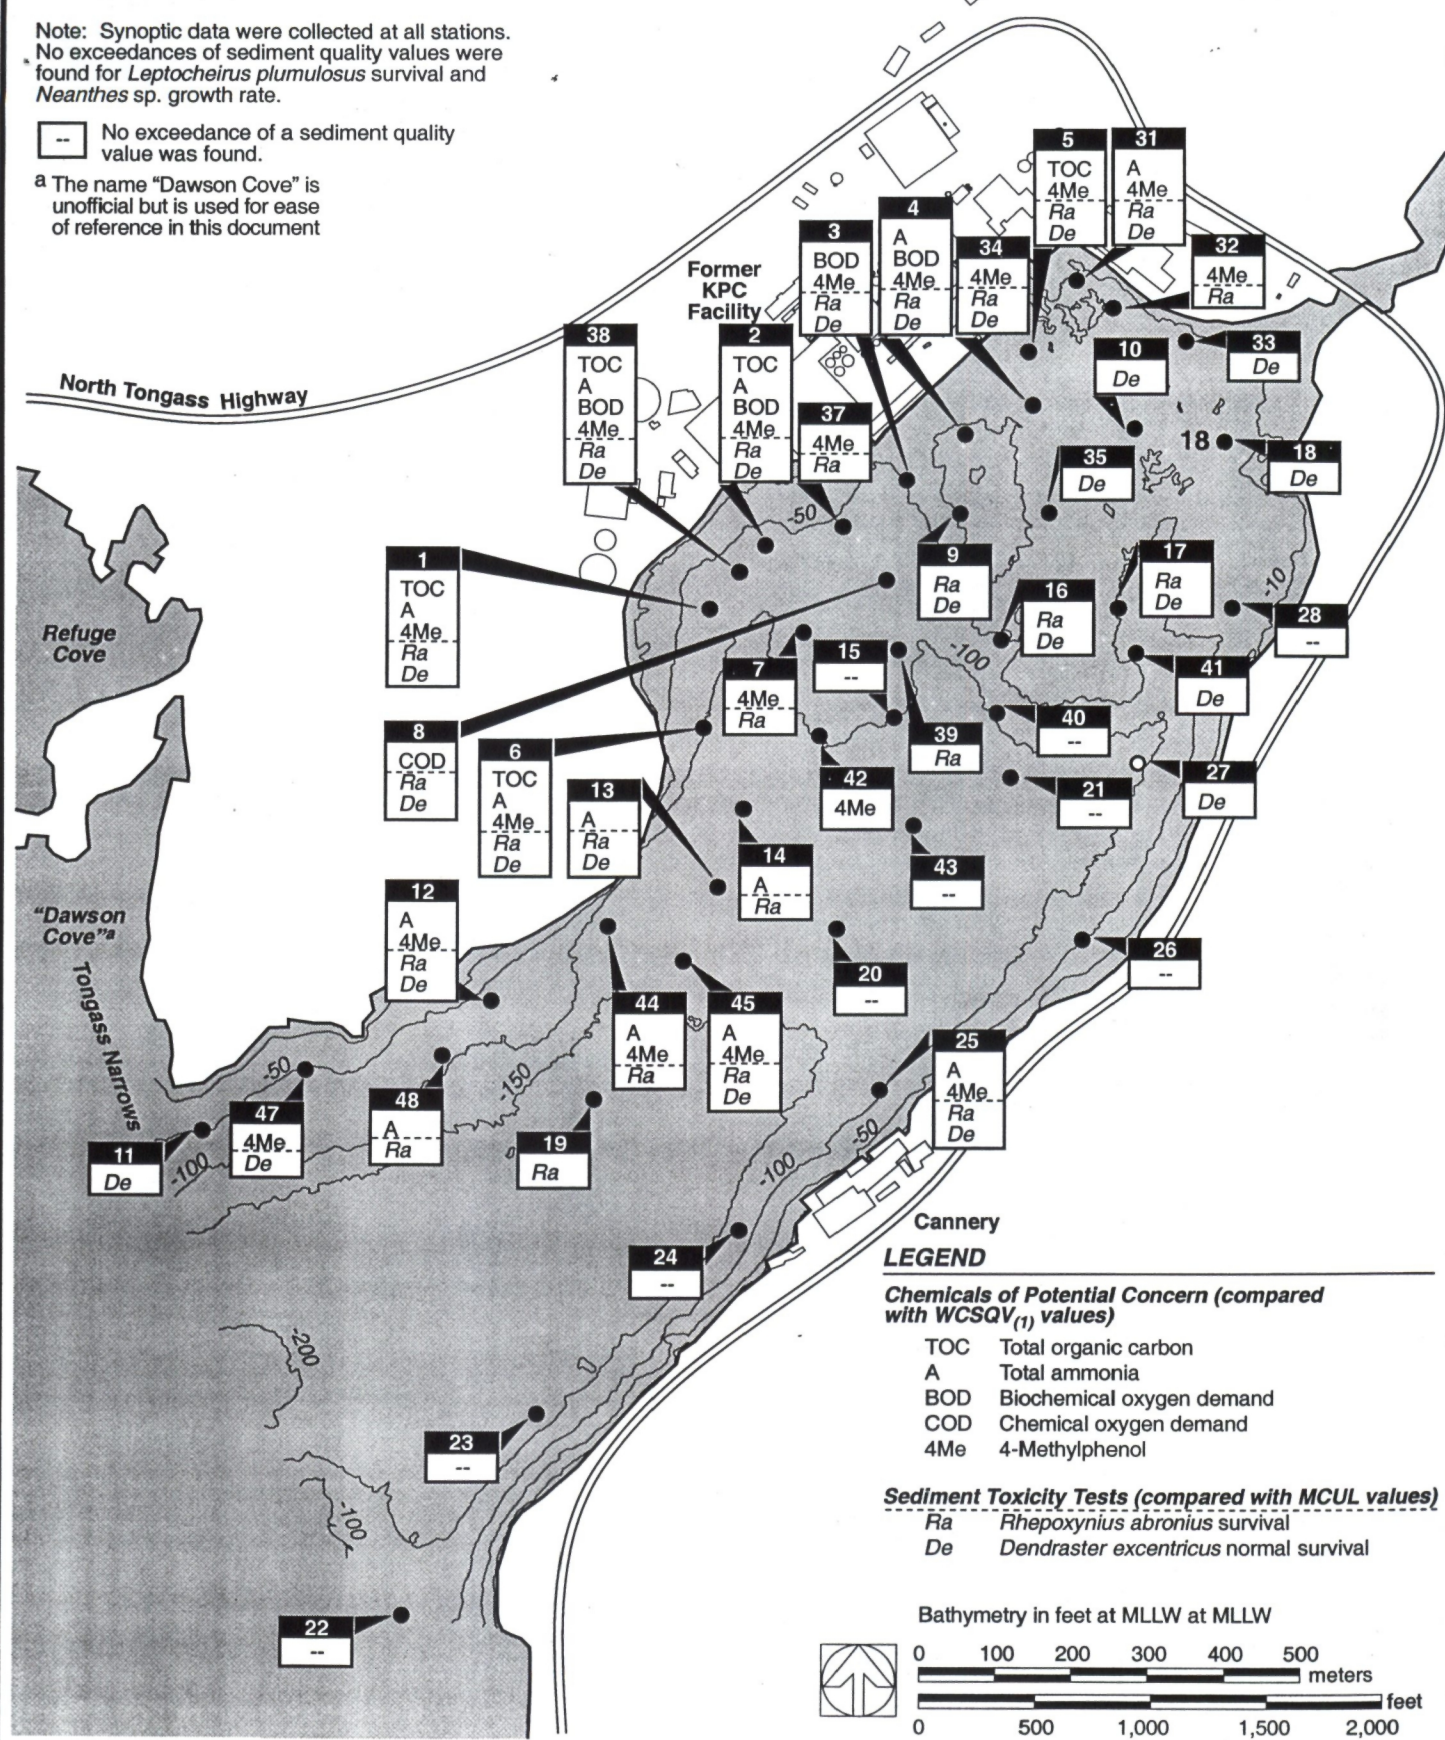 Note: Synoptic data were collected at all stations.
No exceedances of sediment quality values were
found for Leptocheirus plumulosus survival and
Neanthes sp. growth rate.
-- No exceedance of a sediment quality
value was found.
a The name “Dawson Cove” is
unofficial but is used for ease
of reference in this document
North Tongass Highway
Former
KPC
Facility
5
TOC
4Me
Ra
De
31
A
4Me
Ra
De
4
A
BOD
4Me
Ra
De
3
BOD
4Me
Ra
De
34
4Me
Ra
De
32
4Me
Ra
33
De
10
De
38
TOC
A
BOD
4Me
Ra
De
2
TOC
A
BOD
4Me
Ra
De
37
4Me
Ra
35
De
18
18
De
-50
1
TOC
A
4Me
Ra
De
9
Ra
De
17
Ra
De
16
Ra
De
-10
28
--
Refuge
Cove
-100
15
--
7
4Me
Ra
41
De
8
COD
Ra
De
6
TOC
A
4Me
Ra
De
39
Ra
40
--
13
A
Ra
De
42
4Me
21
--
27
De
14
A
Ra
43
--
12
A
4Me
Ra
De
“Dawson
Cove”a
Tongass Narrows
20
--
26
--
44
A
4Me
Ra
45
A
4Me
Ra
De
25
A
4Me
Ra
De
-50
-150
47
4Me
De
48
A
Ra
19
Ra
11
De
-100
-50
-100
Cannery
24
--
-200
23
--
-100
22
--
LEGEND
Chemicals of Potential Concern (compared
with WCSQV(1) values)
TOC Total organic carbon
A Total ammonia
BOD Biochemical oxygen demand
COD Chemical oxygen demand
4Me 4-Methylphenol
Sediment Toxicity Tests (compared with MCUL values)
Ra Rhepoxynius abronius survival
De Dendraster excentricus normal survival
Bathymetry in feet at MLLW at MLLW
0 100 200 300 400 500
meters
feet
0 500 1,000 1,500 2,000